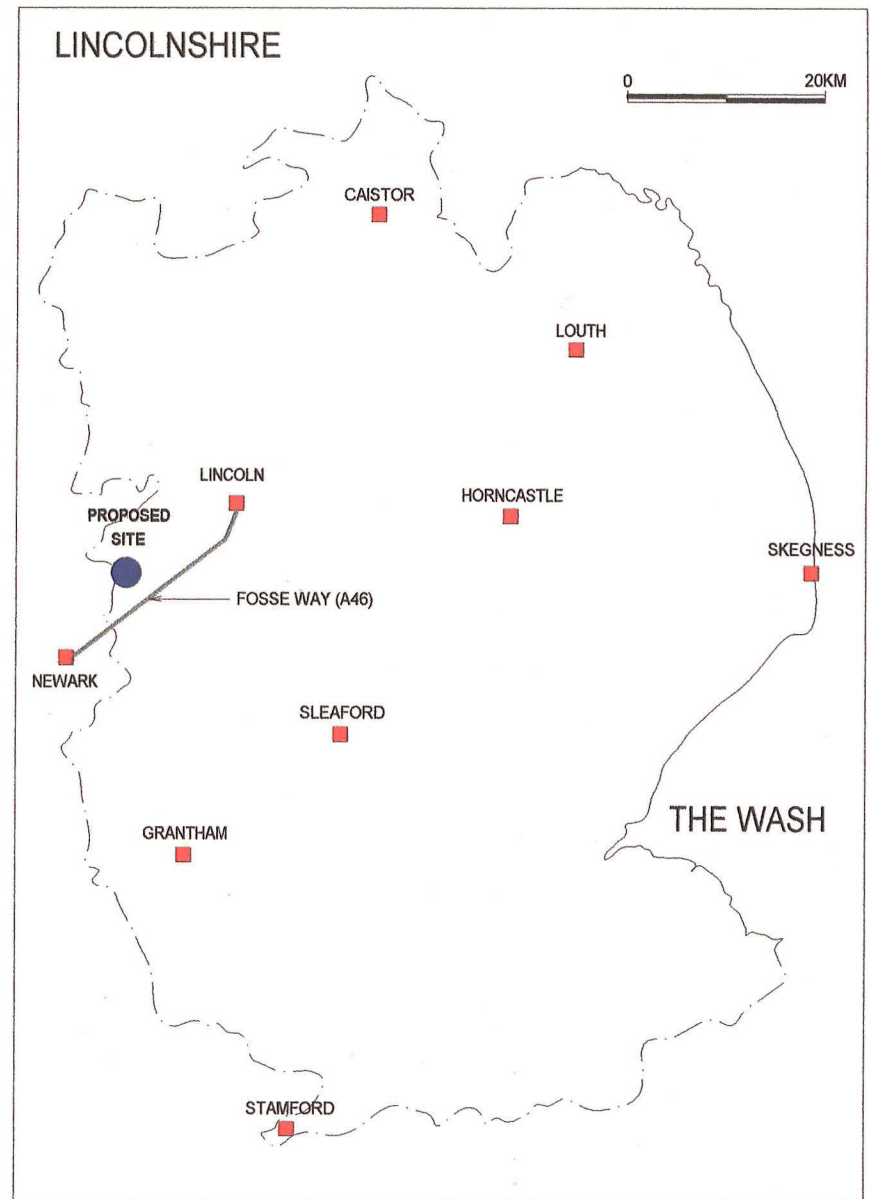 LINCOLNSHIRE
0 20KM
CAISTOR
LOUTH
LINCOLN
HORNCASTLE
PROPOSED
SITE
SKEGNESS
FOSSE WAY (A46)
NEWARK
SLEAFORD
THE WASH
GRANTHAM
STAMFORD